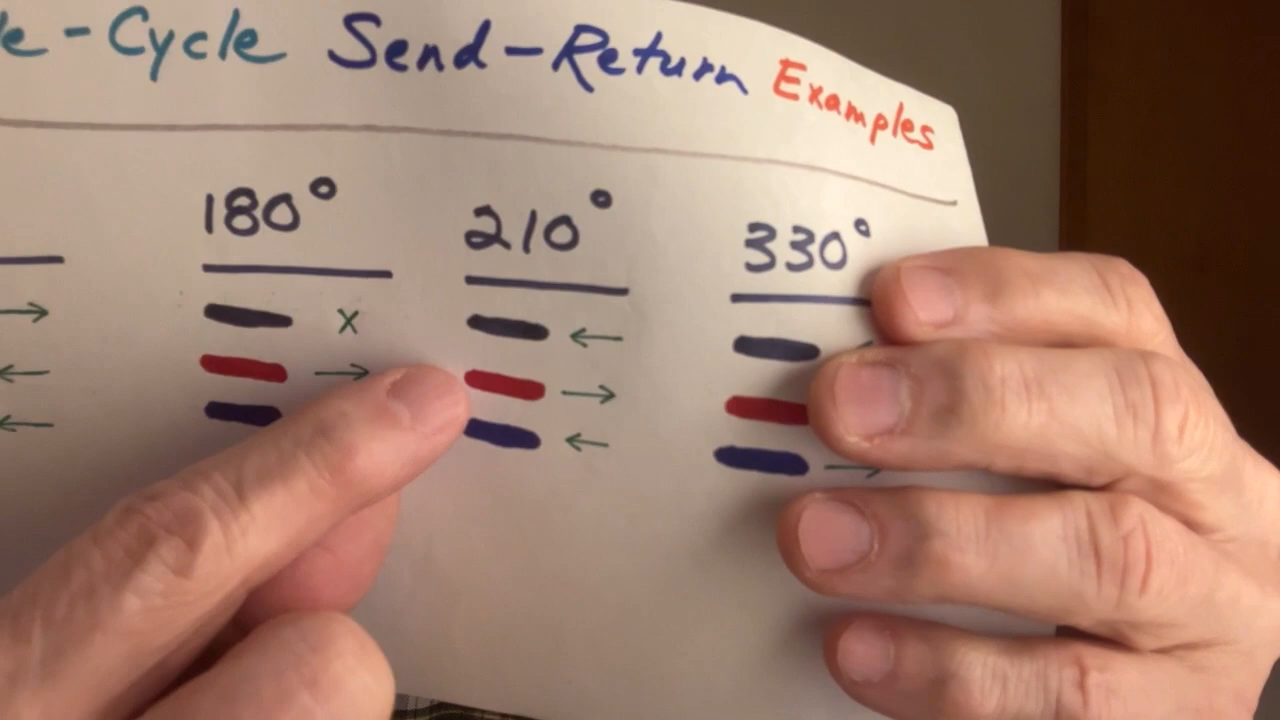 e-Cycle Send-Return Examples
180° 210° 330°
→ x ← 
← → →
← ← →